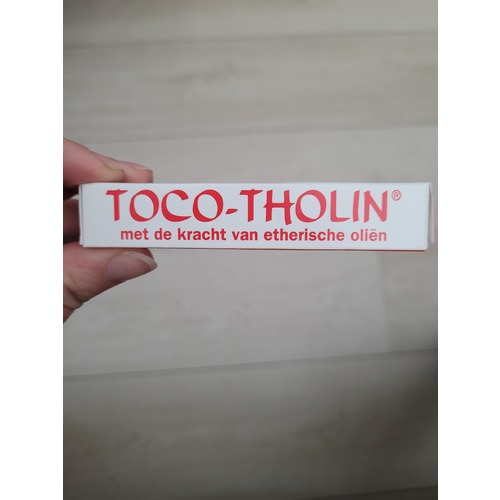 TOCO-THOLIN®
met de kracht van etherische oliën